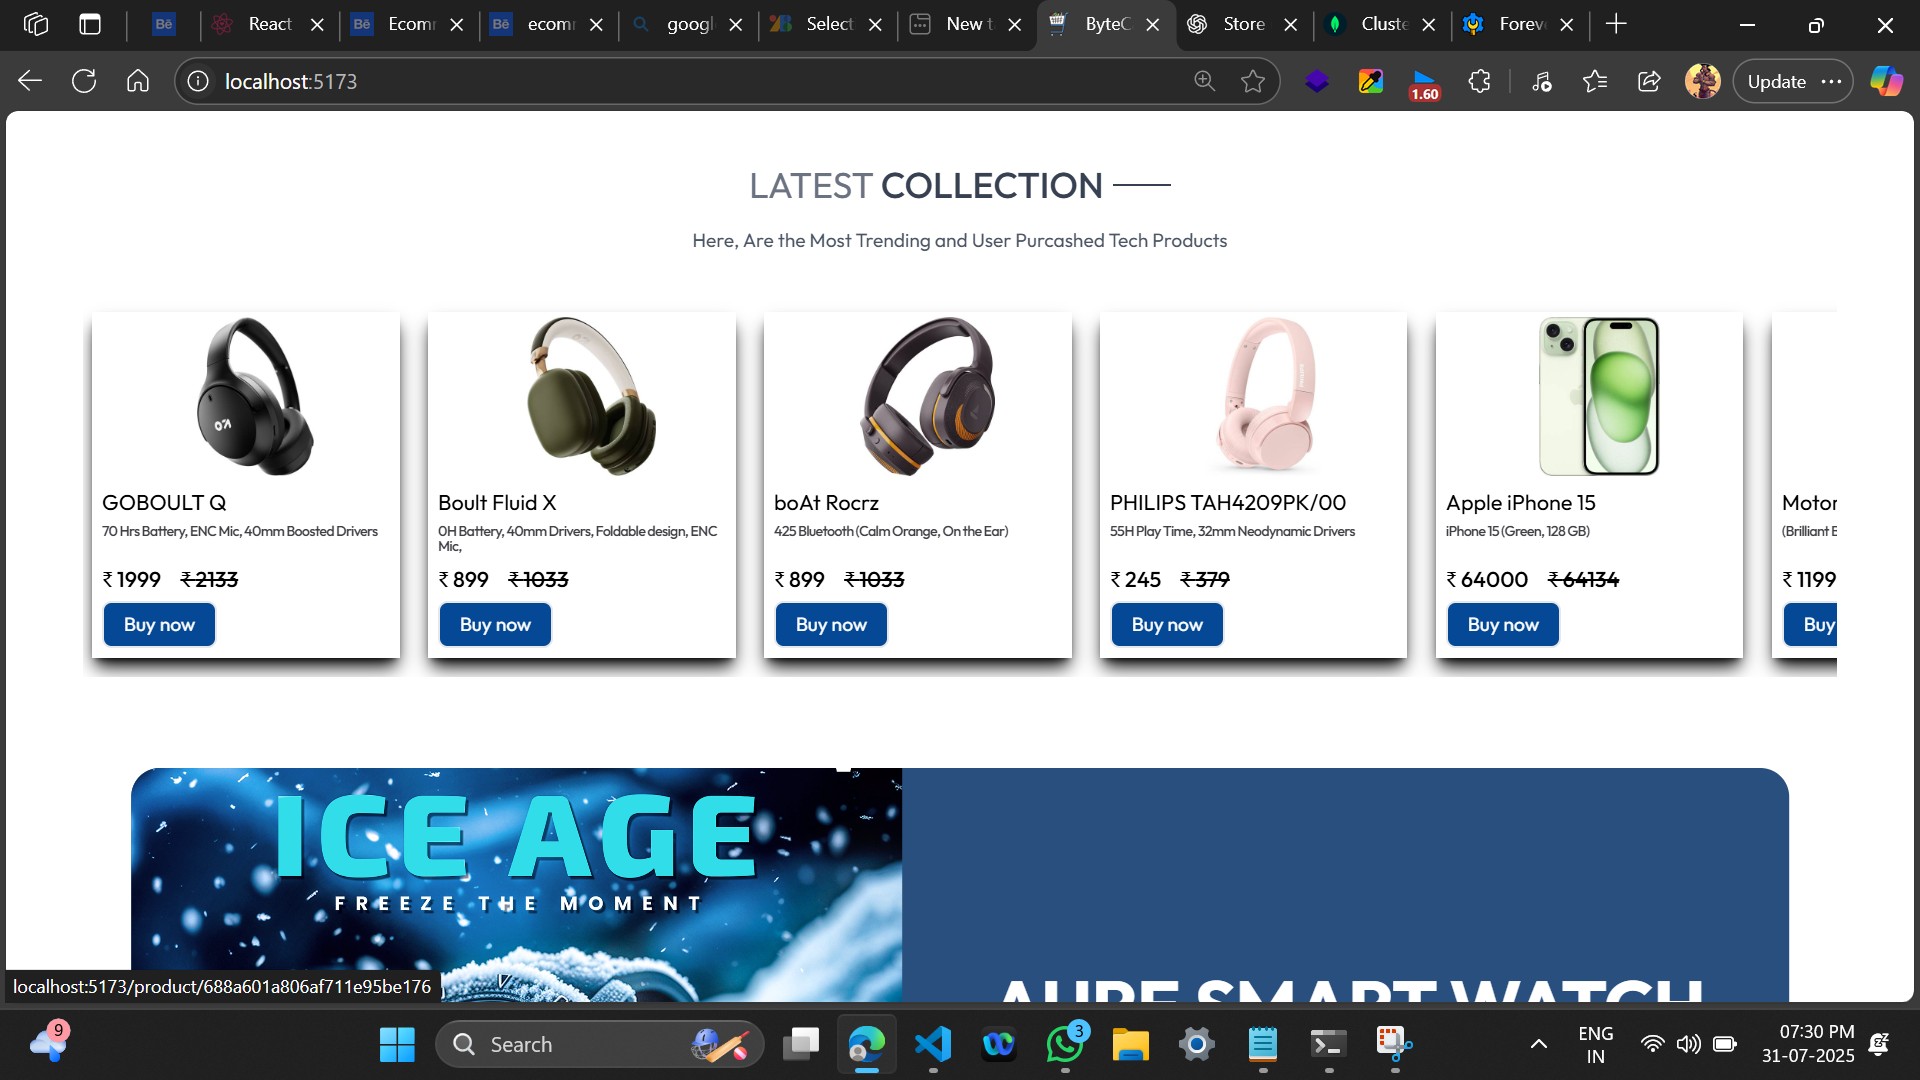 React
Ecomm
ecomm
googl
Select
New t
ByteC
Store
Cluste
Forev
localhost:5173
1.60
Update
LATEST COLLECTION
Here, Are the Most Trending and User Purcashed Tech Products
GOBOULT Q
70 Hrs Battery, ENC Mic, 40mm Boosted Drivers
₹ 1999 ₹ 2133
Buy now
Boult Fluid X
0H Battery, 40mm Drivers, Foldable design, ENC
Mic,
₹ 899 ₹ 1033
Buy now
boAt Rocrz
425 Bluetooth (Calm Orange, On the Ear)
₹ 899 ₹ 1033
Buy now
PHILIPS TAH4209PK/00
55H Play Time, 32mm Neodynamic Drivers
₹ 245 ₹ 379
Buy now
Apple iPhone 15
iPhone 15 (Green, 128 GB)
₹ 64000 ₹ 64134
Buy now
Motor
(Brilliant B
₹ 1199
Buy
ICE AGE
FREEZE THE MOMENT
AURE SMART WATCH
localhost:5173/product/688a601a806af711e95be176
9
Search
3
ENG
IN
07:30 PM
31-07-2025